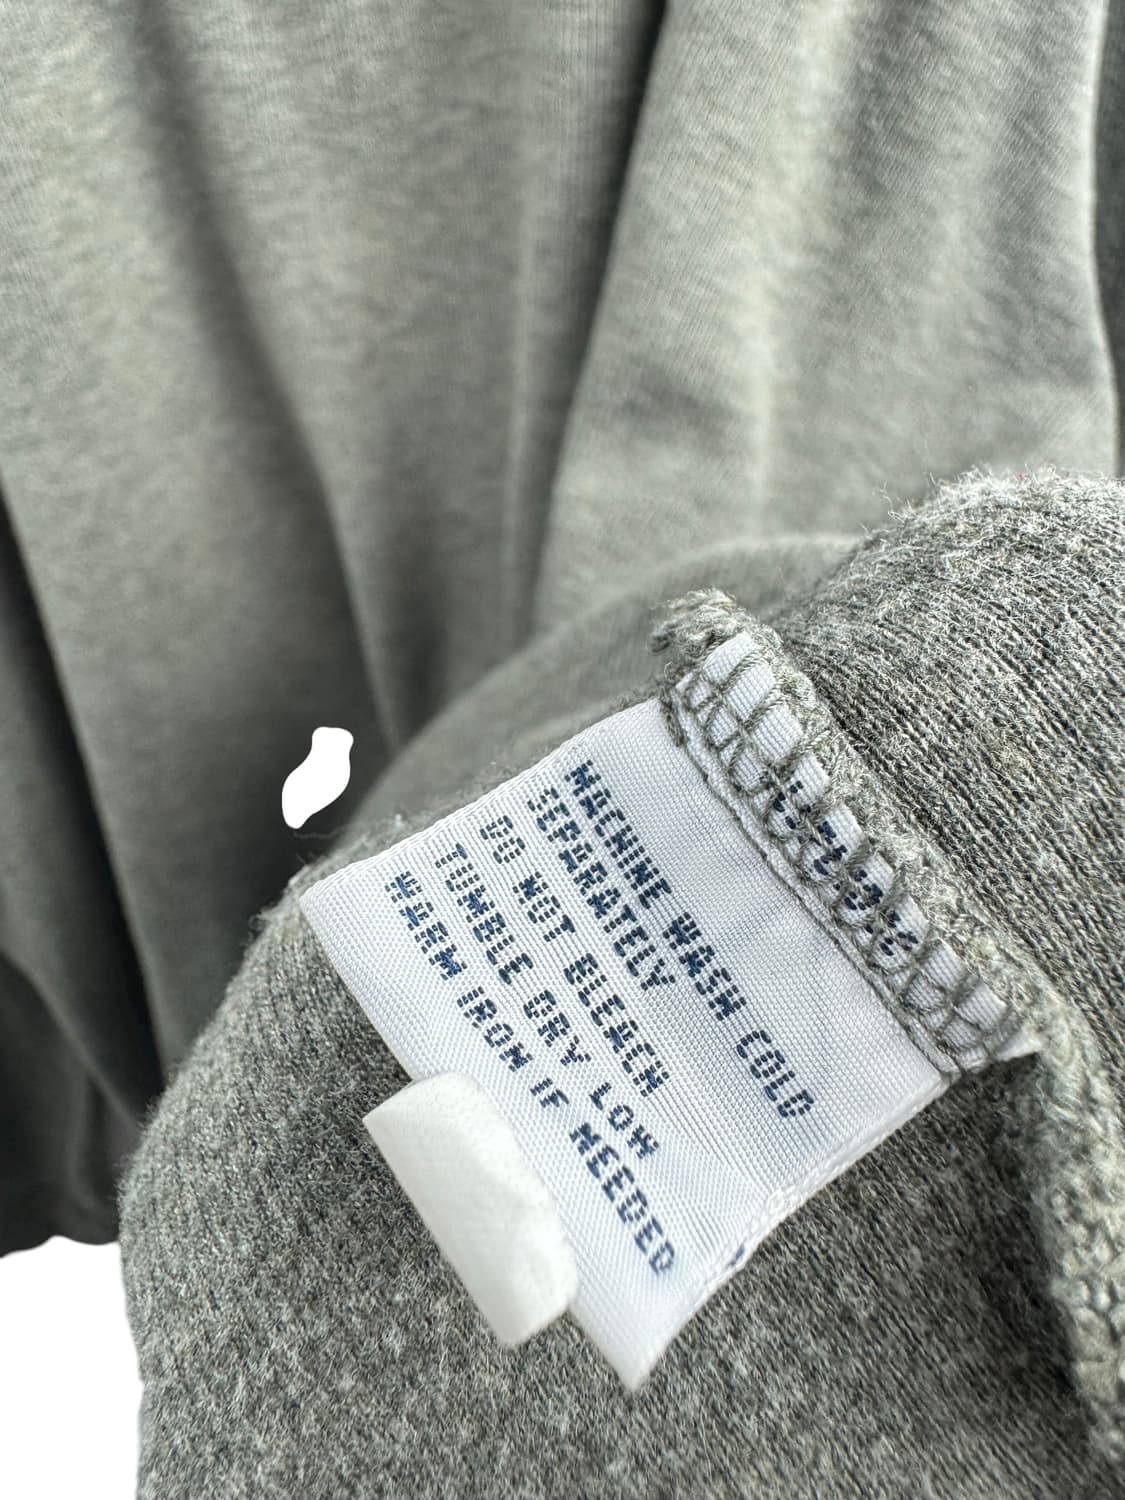 MACHINE WASH COLD
SEPARATELY
DO NOT BLEACH
TUMBLE DRY LOW
WARM IRON IF NEEDED